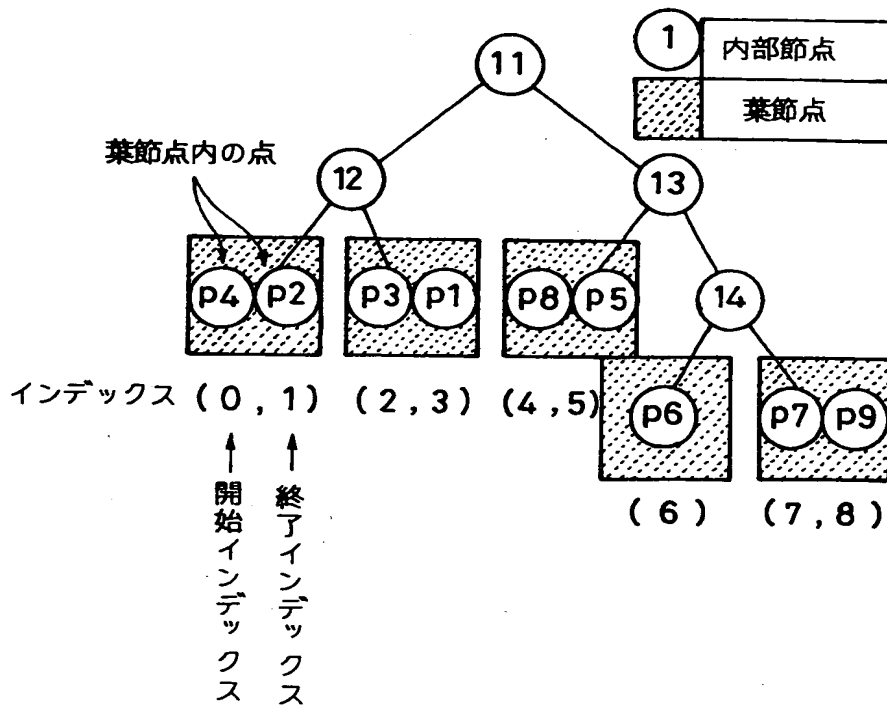 11
1 内部節点
葉節点
葉節点内の点
12
13
p4 p2 p3 p1 p8 p5
14
インデックス (0,1) (2,3) (4,5)
p6 p7 p9
(6) (7,8)
開始インデックス
終了インデックス